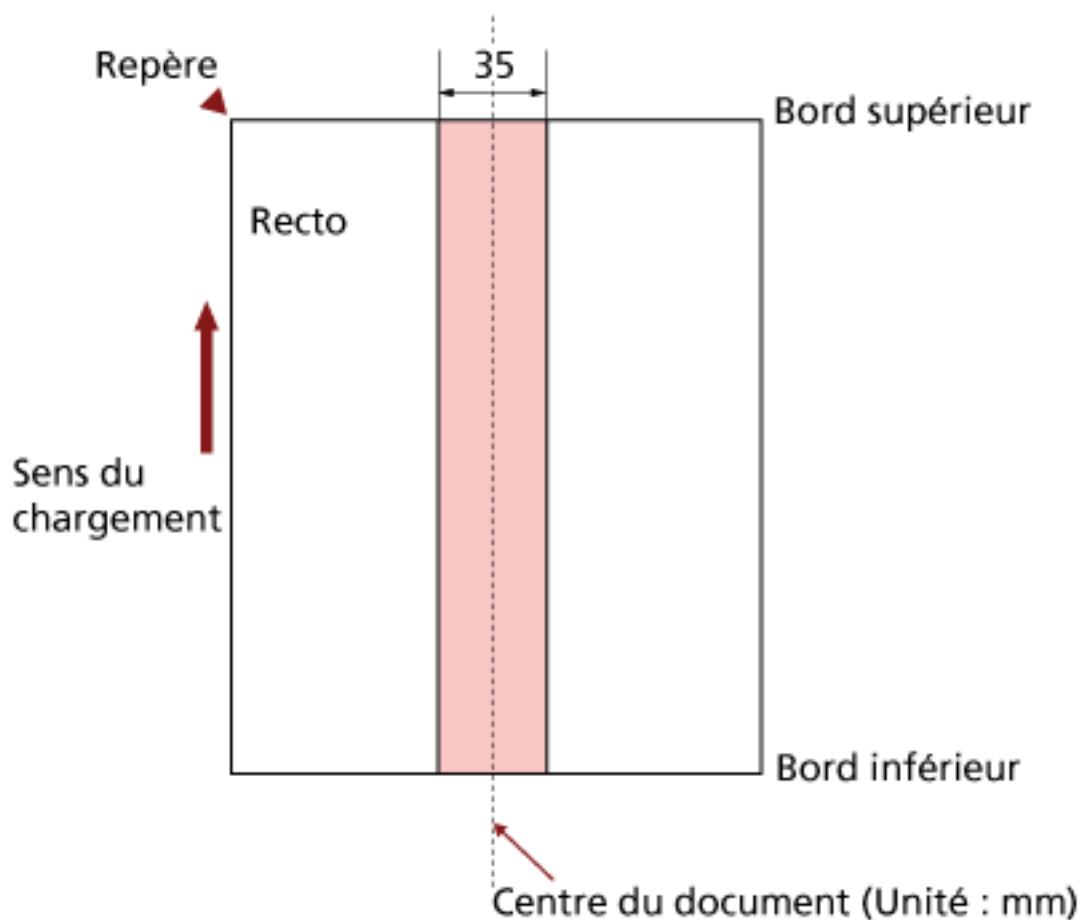 Repère
35
Bord supérieur
Recto
Sens du
chargement
Bord inférieur
Centre du document (Unité : mm)